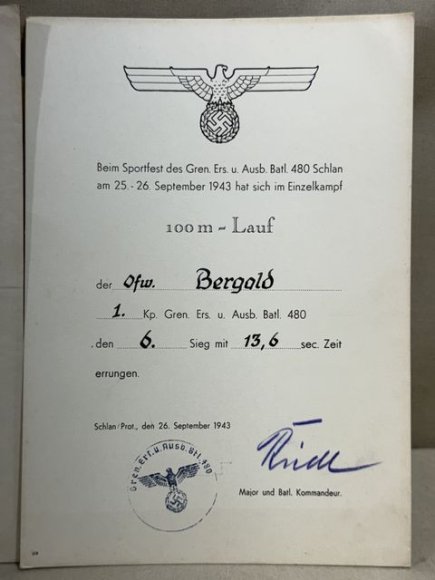 Beim Sportfest des Gren. Ers. u. Ausb. Batl. 480 Schlan
am 25. - 26. September 1943 hat sich im Einzelkampf
100 m - Lauf
der Ofw. Bergold
1. Kp. Gren. Ers. u. Ausb. Batl. 480
den 6. Sieg mit 13,6 sec. Zeit
errungen.
Schlan/Prot., den 26. September 1943
Gren. Ers. u. Ausb. Btl. 480
Major und Batl. Kommandeur.